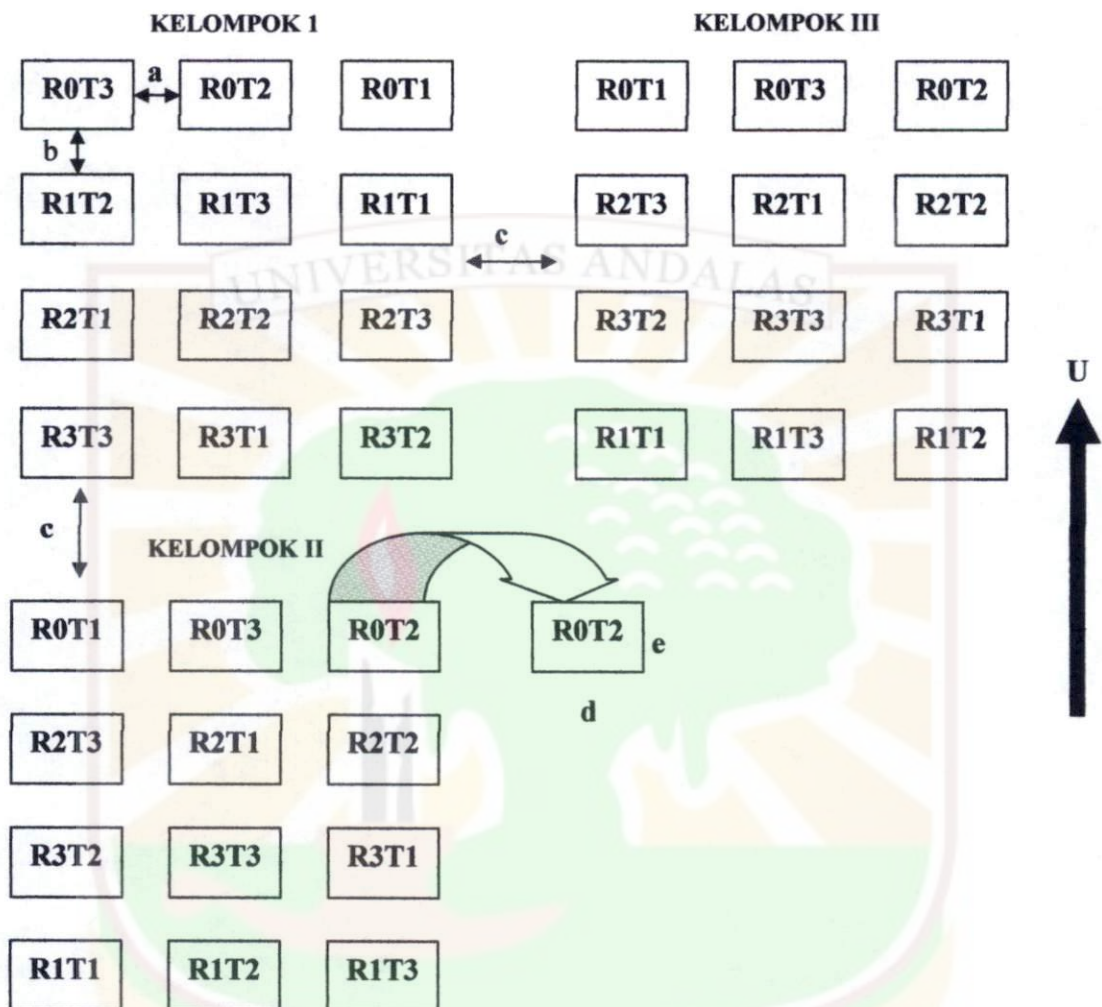 KELOMPOK 1
R0T3 a R0T2 R0T1
b
R1T2 R1T3 R1T1
R2T1 R2T2 R2T3
R3T3 R3T1 R3T2
KELOMPOK III
R0T1 R0T3 R0T2
R2T3 R2T1 R2T2
R3T2 R3T3 R3T1
R1T1 R1T3 R1T2
c
UNIVERSITAS ANDALAS
U
c
KELOMPOK II
R0T1 R0T3 R0T2
R2T3 R2T1 R2T2
R3T2 R3T3 R3T1
R1T1 R1T2 R1T3
R0T2 e
d